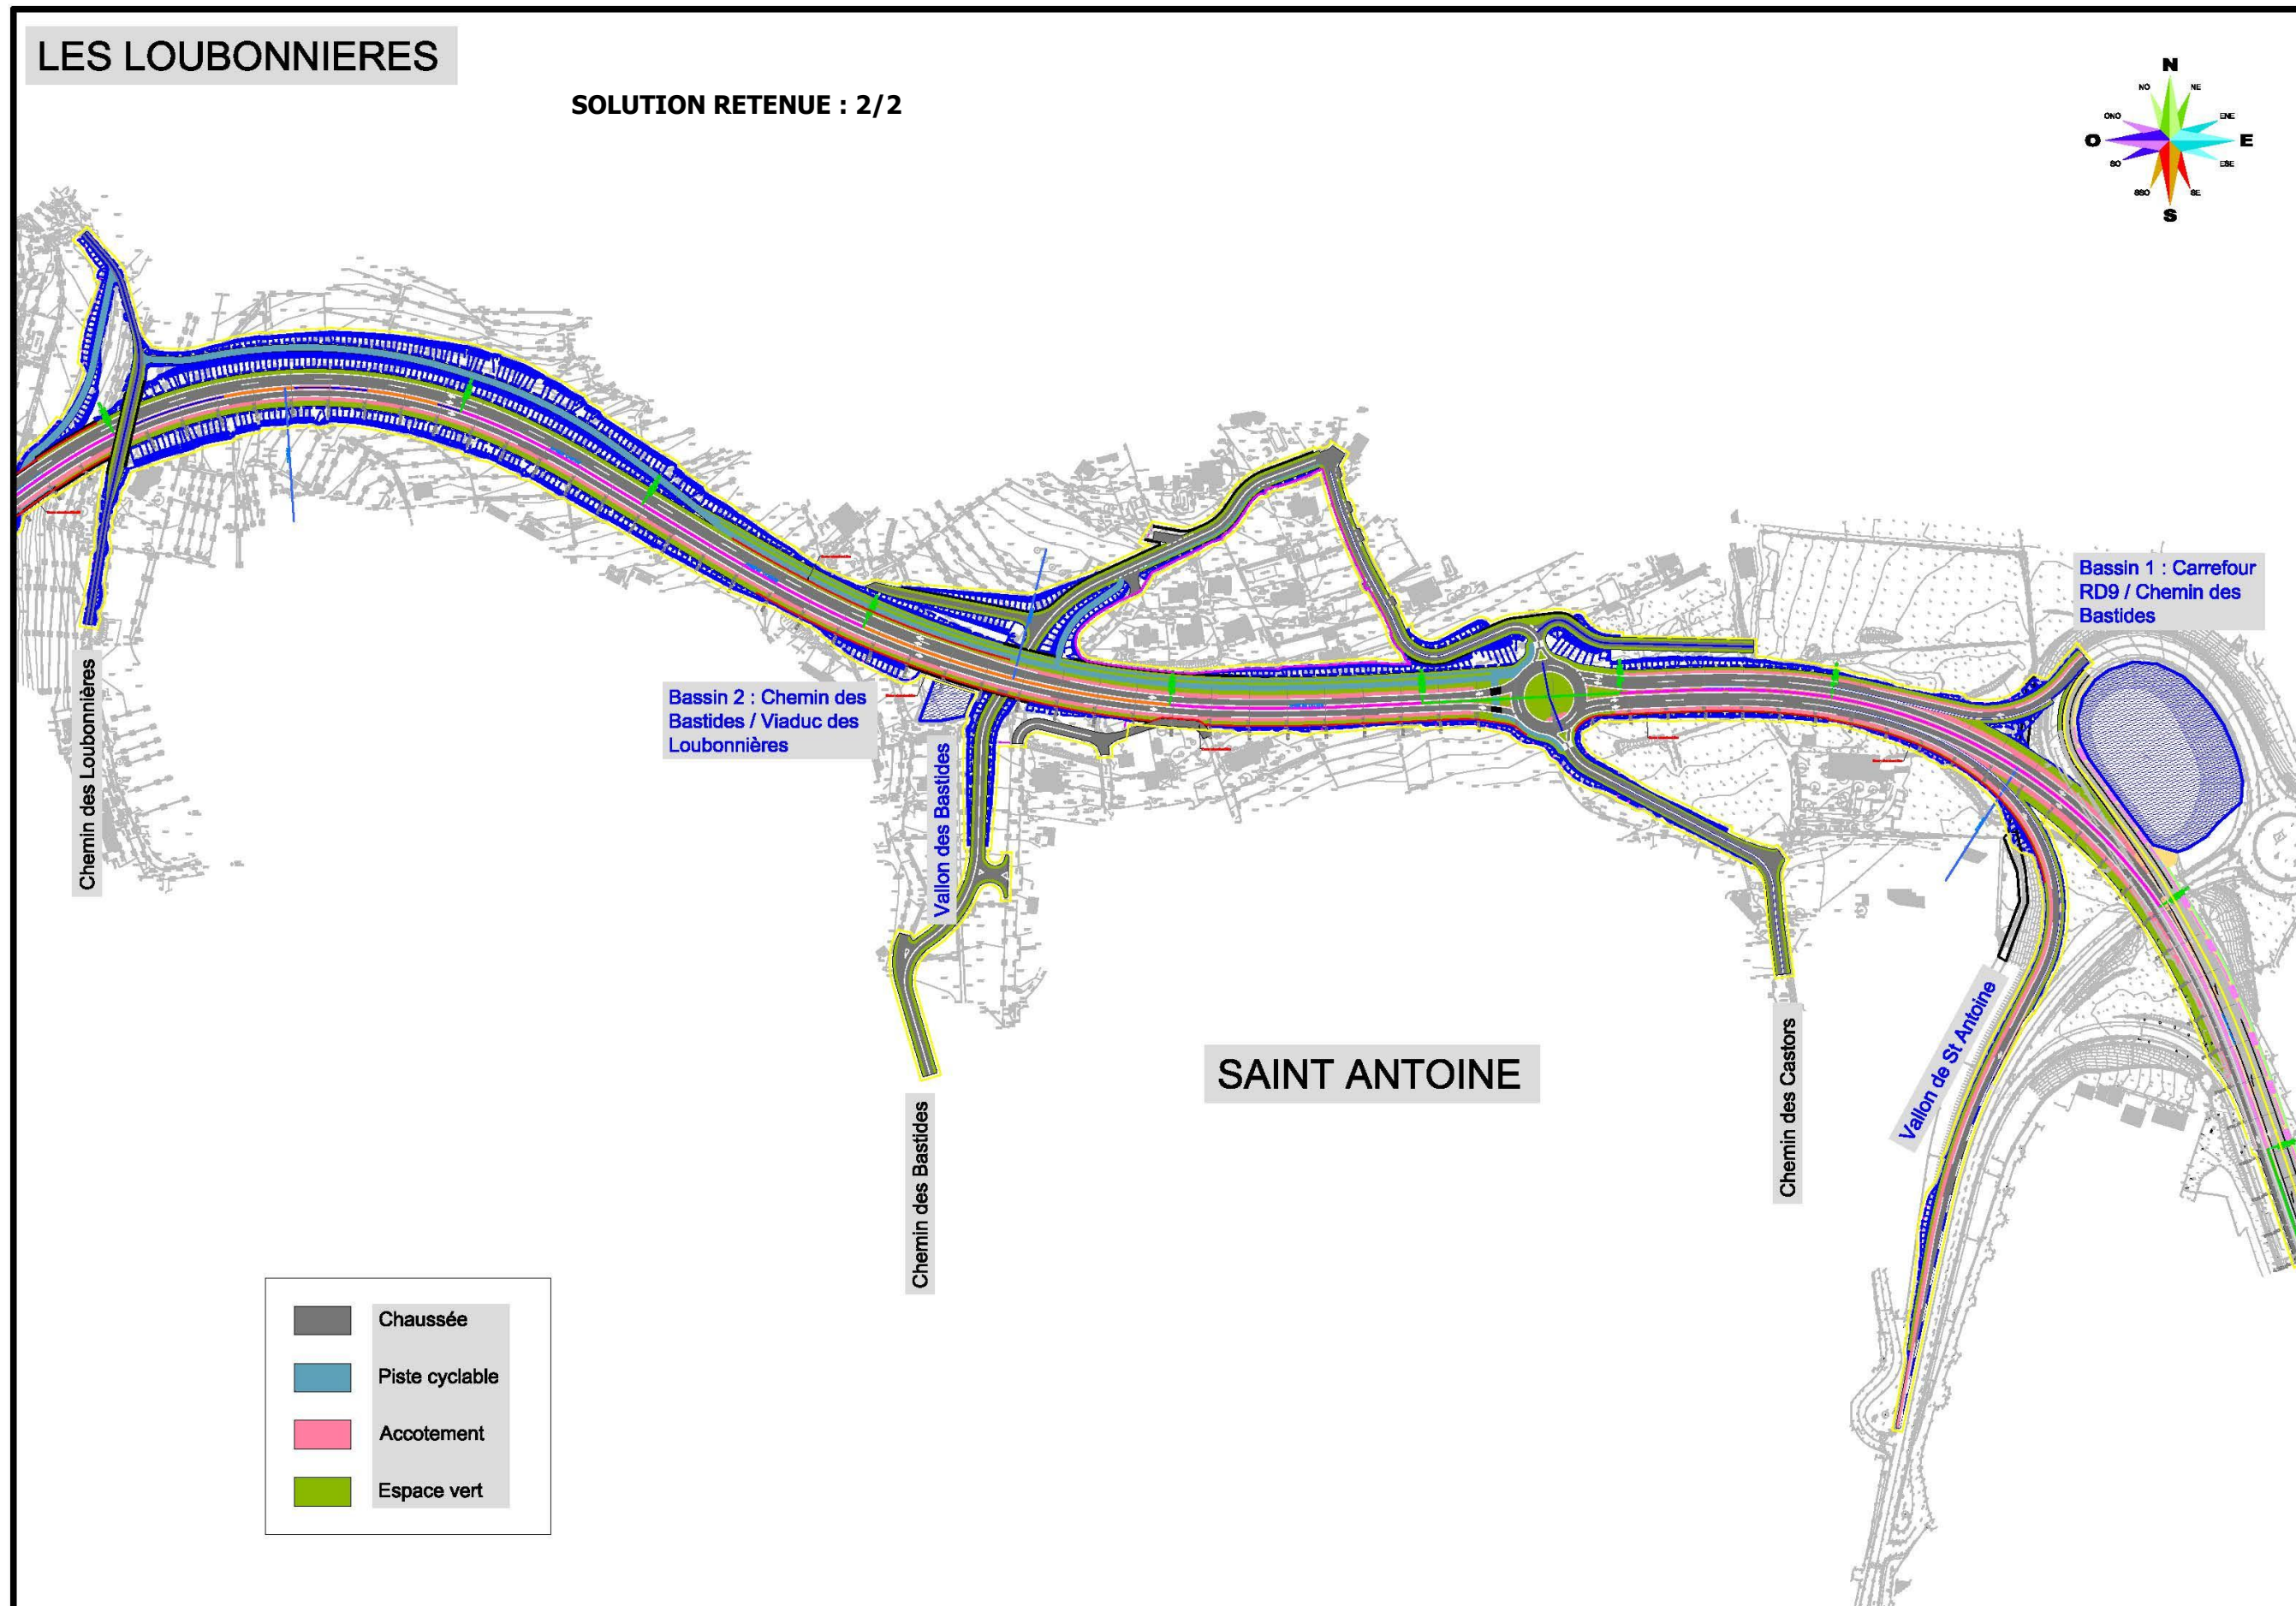 LES LOUBONNIERES
SOLUTION RETENUE : 2/2
N
NO
NE
ONO
ENE
O
E
SO
ESE
SSO
SE
S
Bassin 1 : Carrefour
RD9 / Chemin des
Bastides
Chemin des Loubonnières
Bassin 2 : Chemin des
Bastides / Viaduc des
Loubonnières
Vallon des Bastides
Vallon de St Antoine
SAINT ANTOINE
Chemin des Castors
Chemin des Bastides
Chaussée
Piste cyclable
Accotement
Espace vert